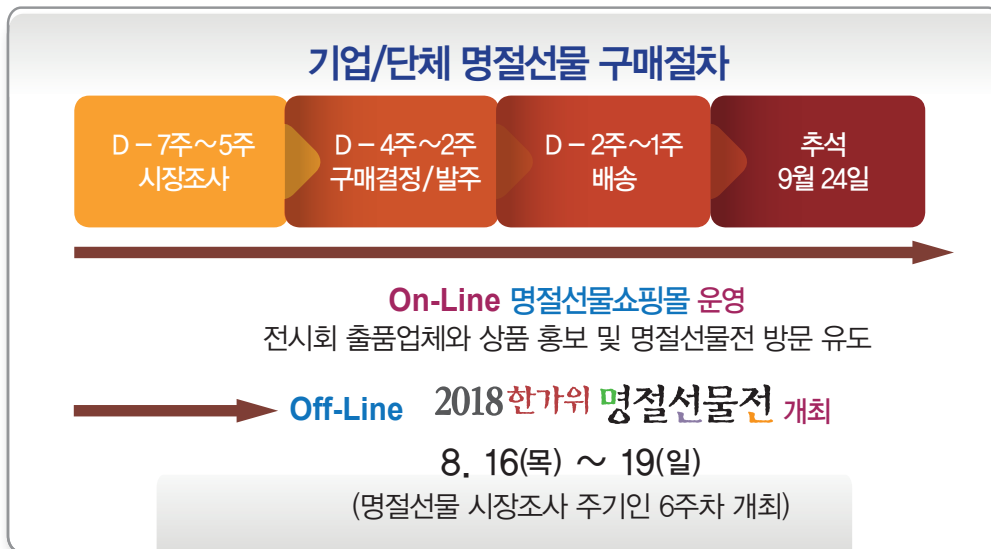 기업/단체 명절선물 구매절차
D – 7주~5주
시장조사
D – 4주~2주
구매결정/발주
D – 2주~1주
배송
추석
9월 24일
On-Line 명절선물쇼핑몰 운영
전시회 출품업체와 상품 홍보 및 명절선물전 방문 유도
Off-Line 2018 한가위 명절선물전 개최
8. 16(목) ~ 19(일)
(명절선물 시장조사 주기인 6주차 개최)